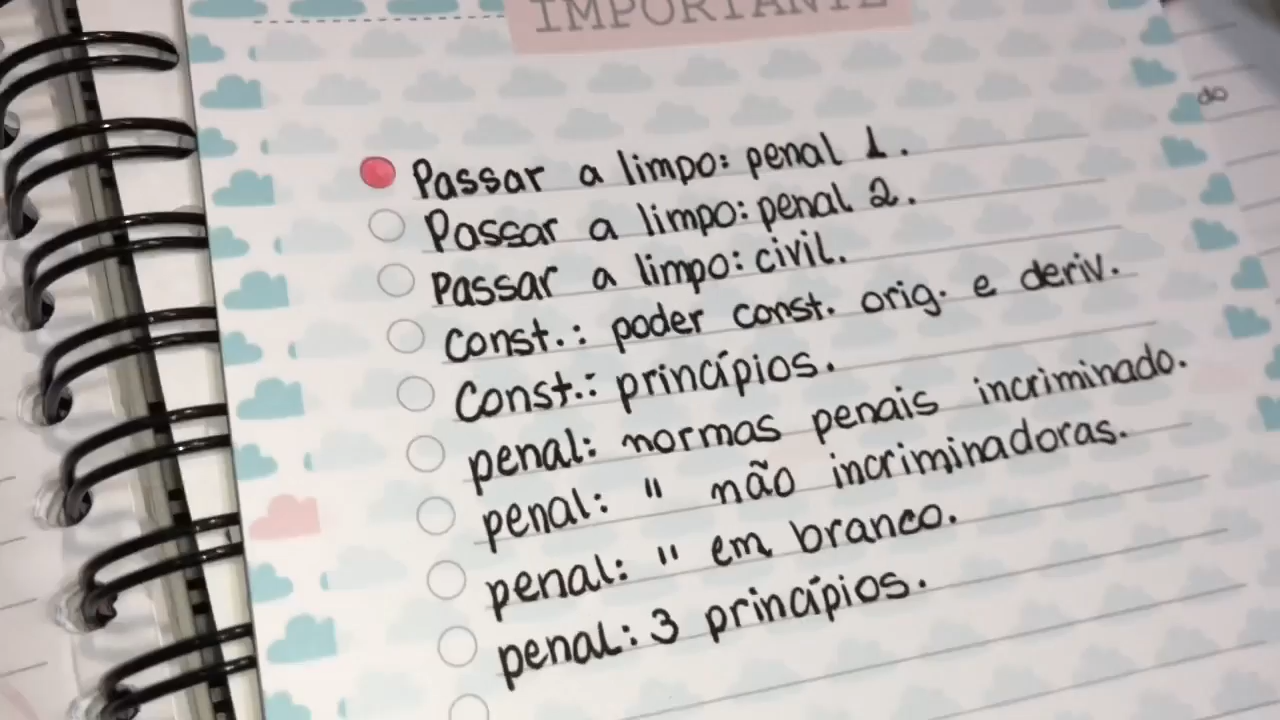 IMPORTANTE
do
Passar a limpo: penal 1.
Passar a limpo: penal 2.
Passar a limpo: civil.
Const.: poder const. orig. e deriv.
Const.: princípios.
penal: normas penais incriminado.
penal: " não incriminadoras.
penal: " em branco.
penal: 3 princípios.